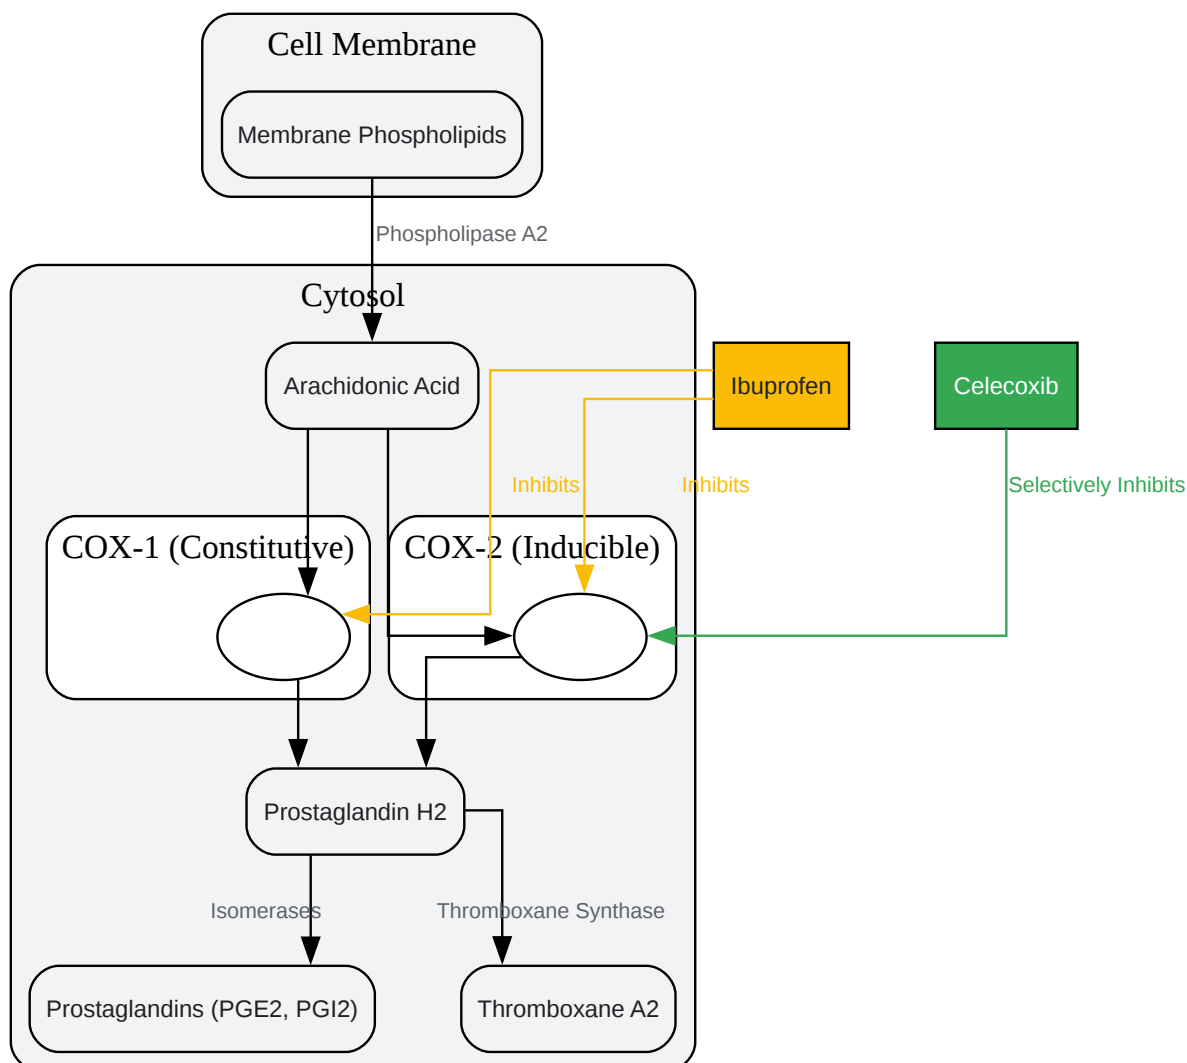 Cell Membrane
Membrane Phospholipids
Phospholipase A2
Cytosol
Arachidonic Acid
Ibuprofen
Celecoxib
Inhibits
Inhibits
Selectively Inhibits
COX-1 (Constitutive)
COX-2 (Inducible)
Prostaglandin H2
Isomerases
Thromboxane Synthase
Prostaglandins (PGE2, PGI2)
Thromboxane A2